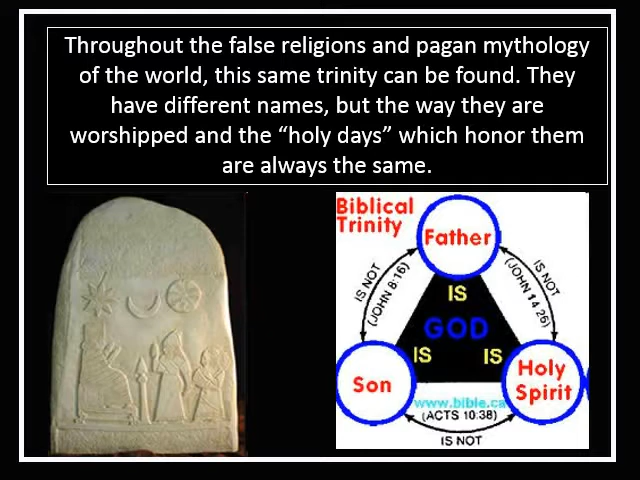 Throughout the false religions and pagan mythology
of the world, this same trinity can be found. They
have different names, but the way they are
worshipped and the “holy days” which honor them
are always the same.
Biblical
Trinity
Father
IS NOT
(JOHN 8:16)
IS NOT
(JOHN 14:26)
IS
GOD
IS
IS
Son
Holy
Spirit
www.bible.ca
(ACTS 10:38)
IS NOT